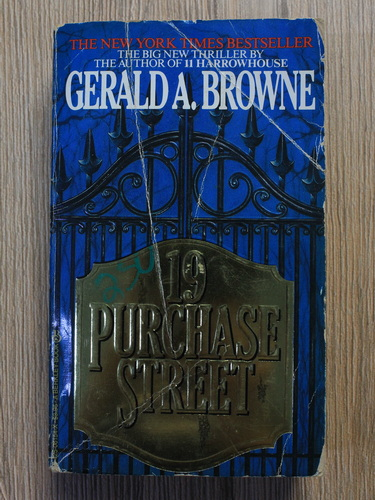 THE NEW YORK TIMES BESTSELLER
THE BIG NEW THRILLER BY
THE AUTHOR OF 11 HARROWHOUSE
GERALD A. BROWNE
250
19
PURCHASE
STREET